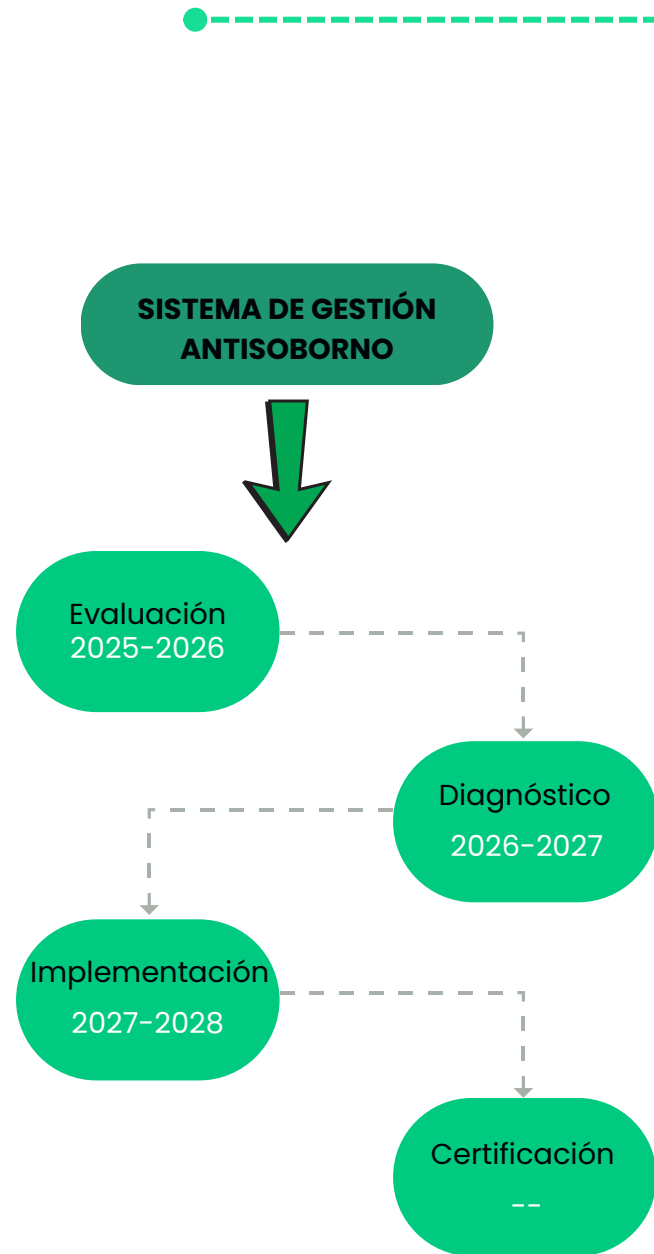 SISTEMA DE GESTIÓN
ANTISOBORNO
Evaluación
2025-2026
Diagnóstico
2026-2027
Implementación
2027-2028
Certificación
--